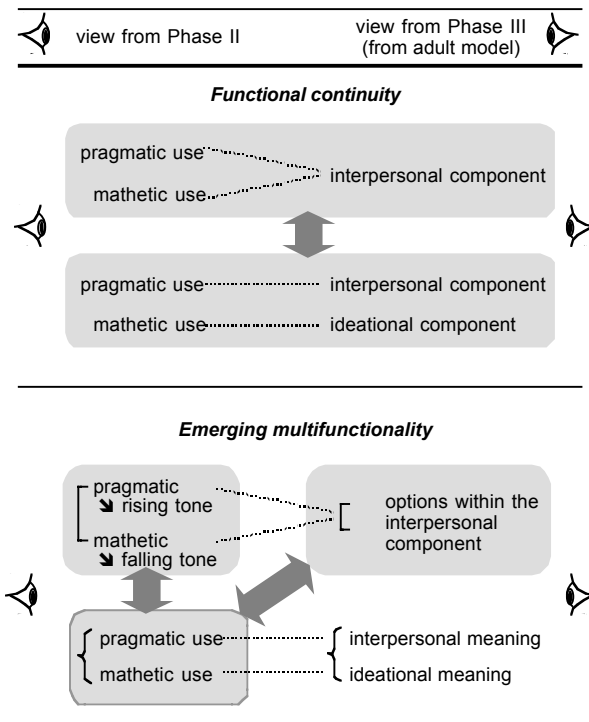 view from Phase II
view from Phase III
(from adult model)
Functional continuity
pragmatic use
mathetic use
interpersonal component
pragmatic use
interpersonal component
mathetic use
ideational component
Emerging multifunctionality
pragmatic
↘ rising tone
mathetic
↘ falling tone
options within the
interpersonal
component
pragmatic use
interpersonal meaning
mathetic use
ideational meaning